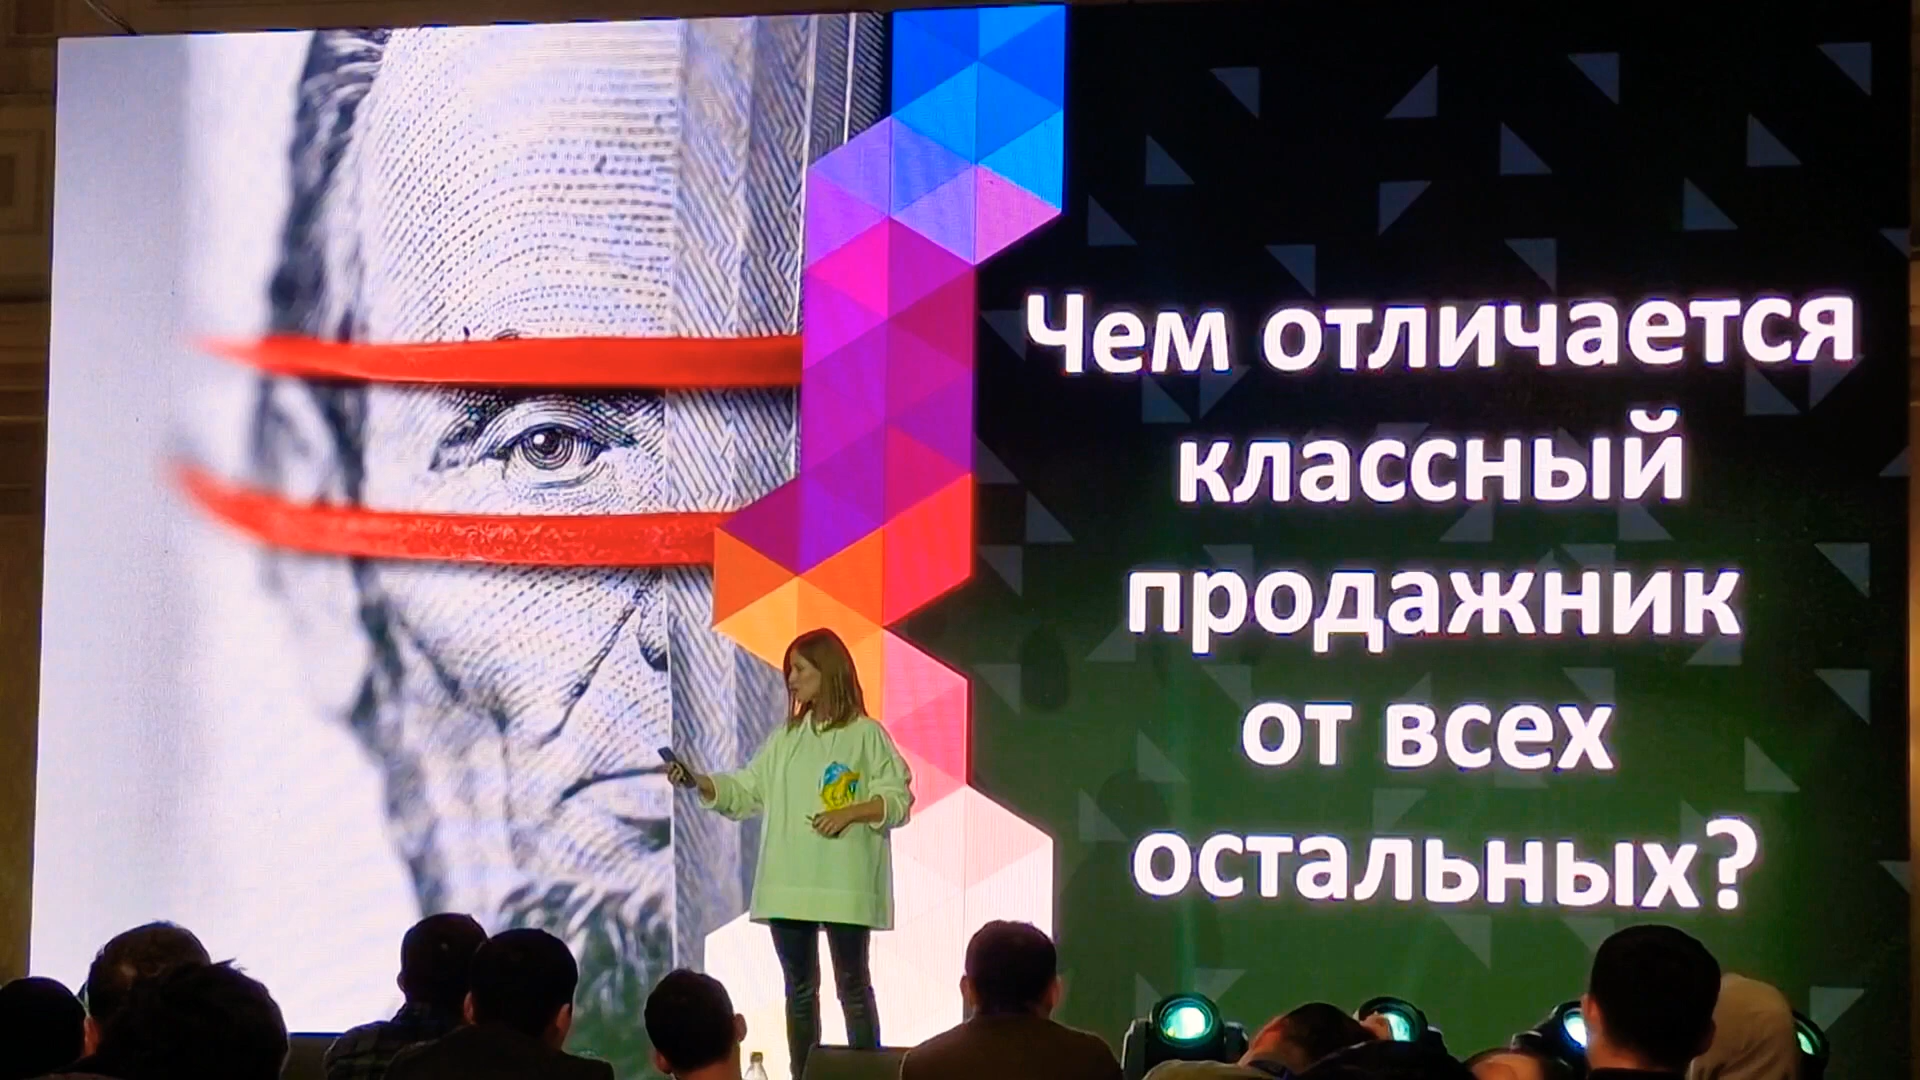 Чем отличается
классный
продажник
от всех
остальных?